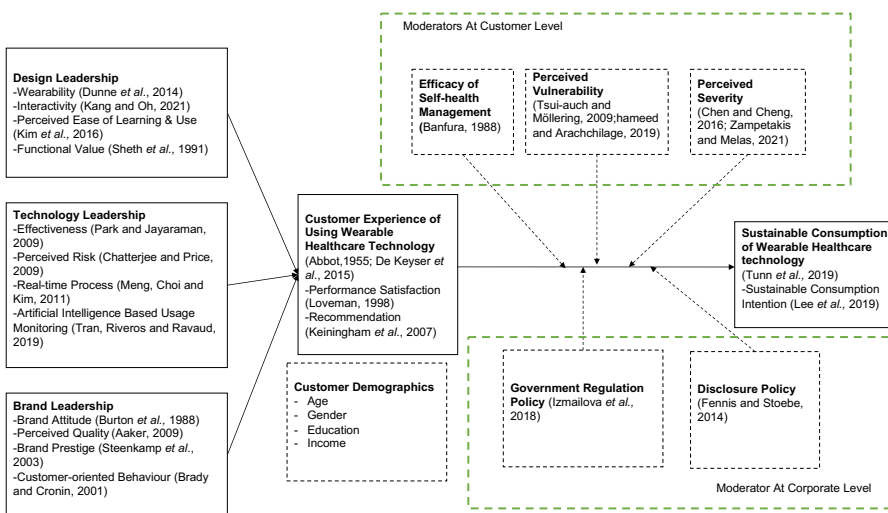 Moderators At Customer Level
Design Leadership
-Wearability (Dunne et al., 2014)
-Interactivity (Kang and Oh, 2021)
-Perceived Ease of Learning & Use
(Kim et al., 2016)
-Functional Value (Sheth et al., 1991)
Efficacy of
Self-health
Management
(Banfura, 1988)
Perceived
Vulnerability
(Tsui-auch and
Möllering, 2009;hameed
and Arachchilage, 2019)
Perceived
Severity
(Chen and Cheng,
2016; Zampetakis
and Melas, 2021)
Technology Leadership
-Effectiveness (Park and Jayaraman,
2009)
-Perceived Risk (Chatterjee and Price,
2009)
-Real-time Process (Meng, Choi and
Kim, 2011)
-Artificial Intelligence Based Usage
Monitoring (Tran, Riveros and Ravaud,
2019)
Customer Experience of
Using Wearable
Healthcare Technology
(Abbot,1955; De Keyser et
al., 2015)
-Performance Satisfaction
(Loveman, 1998)
-Recommendation
(Keiningham et al., 2007)
Sustainable Consumption
of Wearable Healthcare
technology
(Tunn et al., 2019)
-Sustainable Consumption
Intention (Lee et al., 2019)
Brand Leadership
-Brand Attitude (Burton et al., 1988)
-Perceived Quality (Aaker, 2009)
-Brand Prestige (Steenkamp et al.,
2003)
-Customer-oriented Behaviour (Brady
and Cronin, 2001)
Customer Demographics
- Age
- Gender
- Education
- Income
Government Regulation
Policy (Izmailova et al.,
2018)
Disclosure Policy
(Fennis and Stoebe,
2014)
Moderator At Corporate Level